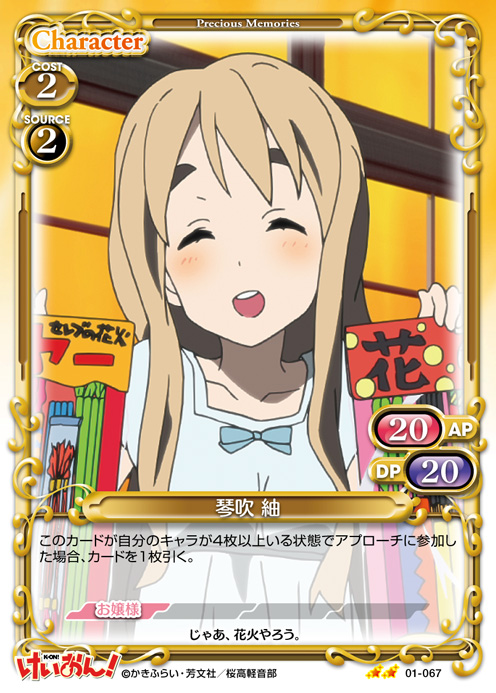 Precious Memories
Character
COST
2
SOURCE
2
セレブの花火
花
20 AP
DP 20
琴吹 紬
このカードが自分のキャラが4枚以上いる状態でアプローチに参加し
た場合、カードを1枚引く。
お嬢様
じゃあ、花火やろう。
K-ON!
けいおん!
©かきふらい・芳文社/桜高軽音部
01-067